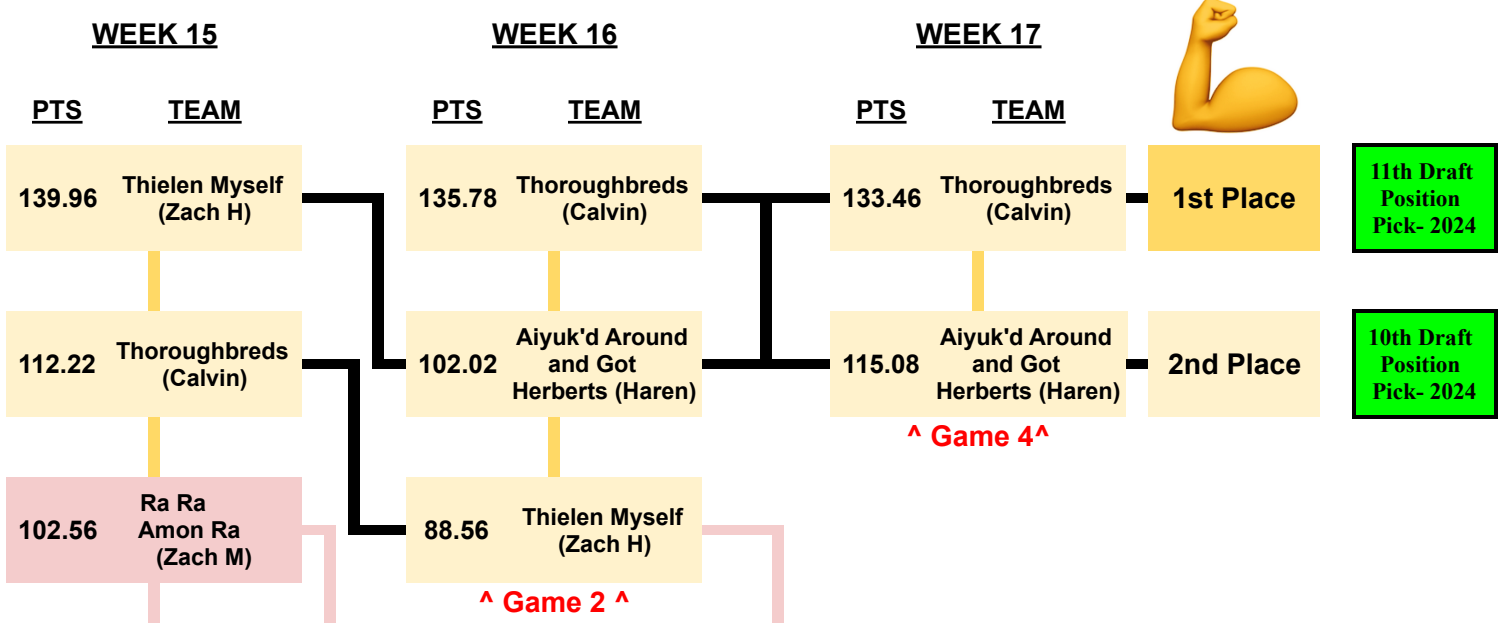 WEEK 15
WEEK 16
WEEK 17
PTS
TEAM
PTS
TEAM
PTS
TEAM
139.96
Thielen Myself
(Zach H)
135.78
Thoroughbreds
(Calvin)
133.46
Thoroughbreds
(Calvin)
1st Place
11th Draft
Position
Pick- 2024
112.22
Thoroughbreds
(Calvin)
102.02
Aiyuk'd Around
and Got
Herberts (Haren)
115.08
Aiyuk'd Around
and Got
Herberts (Haren)
2nd Place
10th Draft
Position
Pick- 2024
^ Game 4^
102.56
Ra Ra
Amon Ra
(Zach M)
88.56
Thielen Myself
(Zach H)
^ Game 2 ^